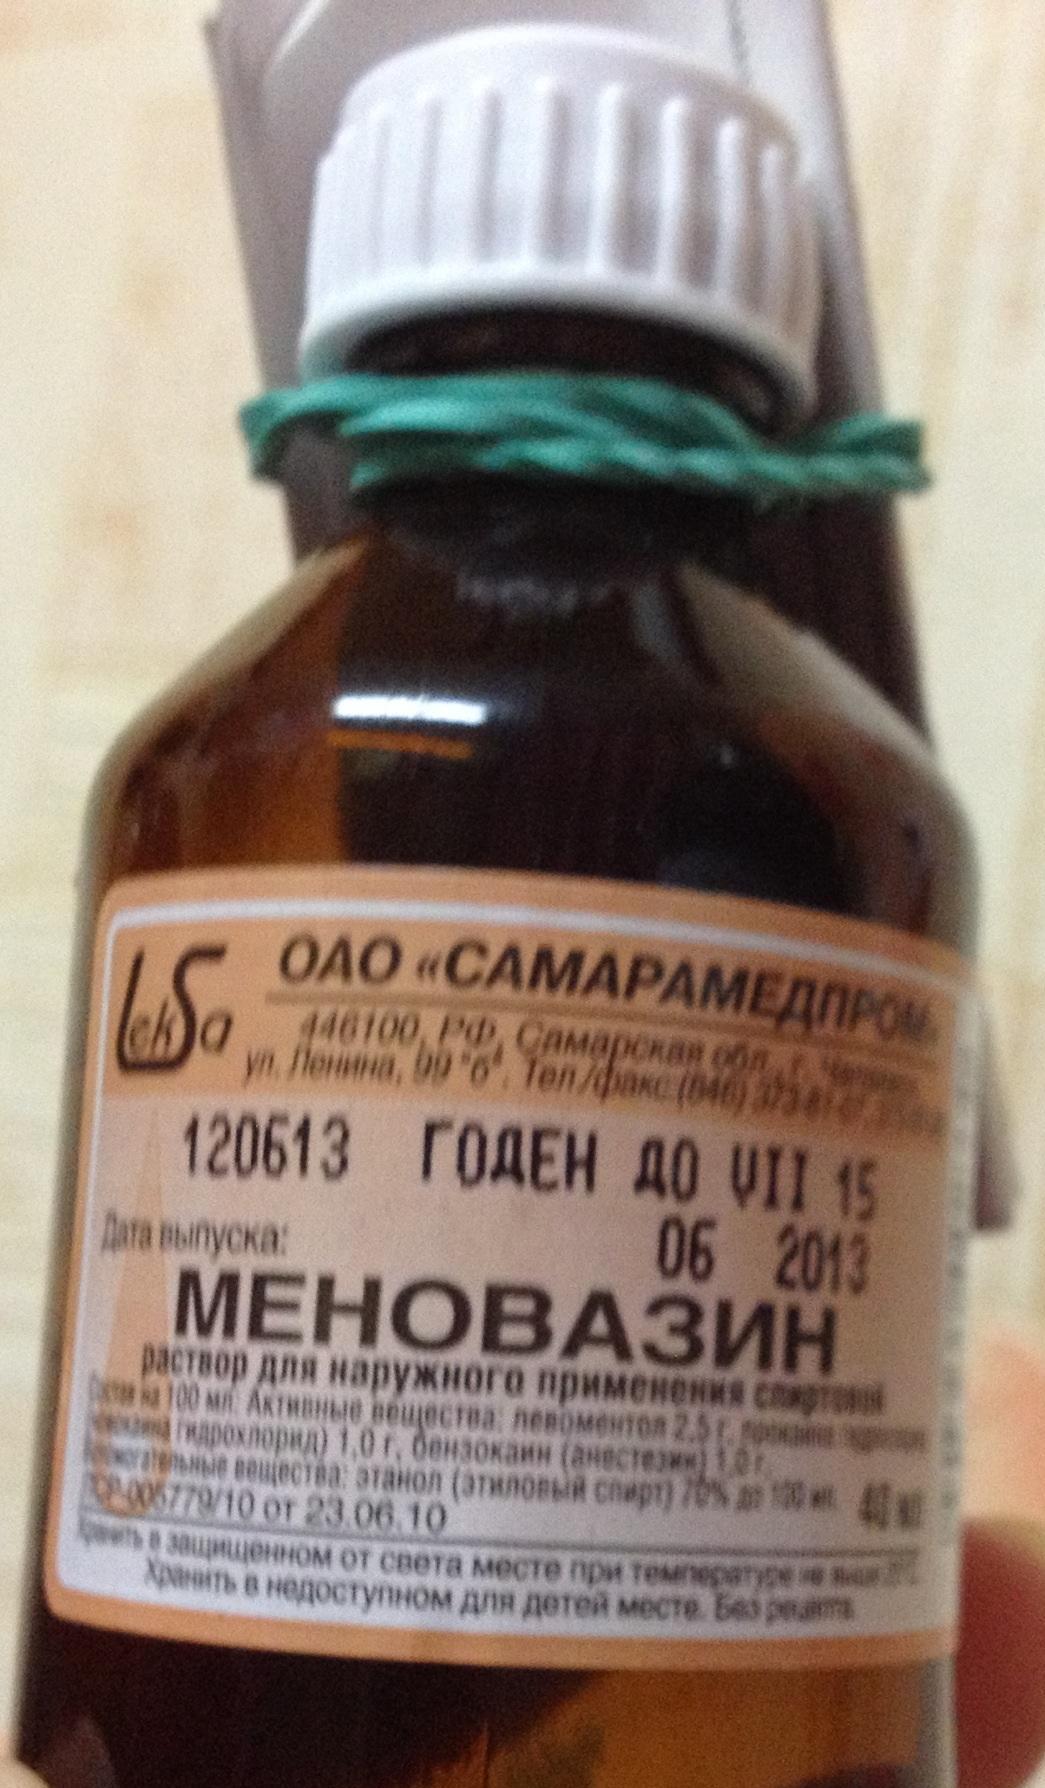 LekSa
ОАО «САМАРАМЕДПРОМ»
446100, РФ, Самарская обл., г.
ул. Ленина, 99 "б". Тел./факс:(846)
120613 ГОДЕН ДО VII 15
Дата выпуска: 06 2013
МЕНОВАЗИН
раствор для наружного применения спиртовой
Состав на 100 мл: Активные вещества: левоментол 2,5 г, прокаина
гидрохлорид) 1,0 г, бензокаин (анестезин) 1,0 г,
Вспомогательные вещества: этанол (этиловый спирт) 70% до 100 мл. 40 мл
005779/10 от 23.06.10
Хранить в защищенном от света месте при температуре не выше
Хранить в недоступном для детей месте. Без рецепта.